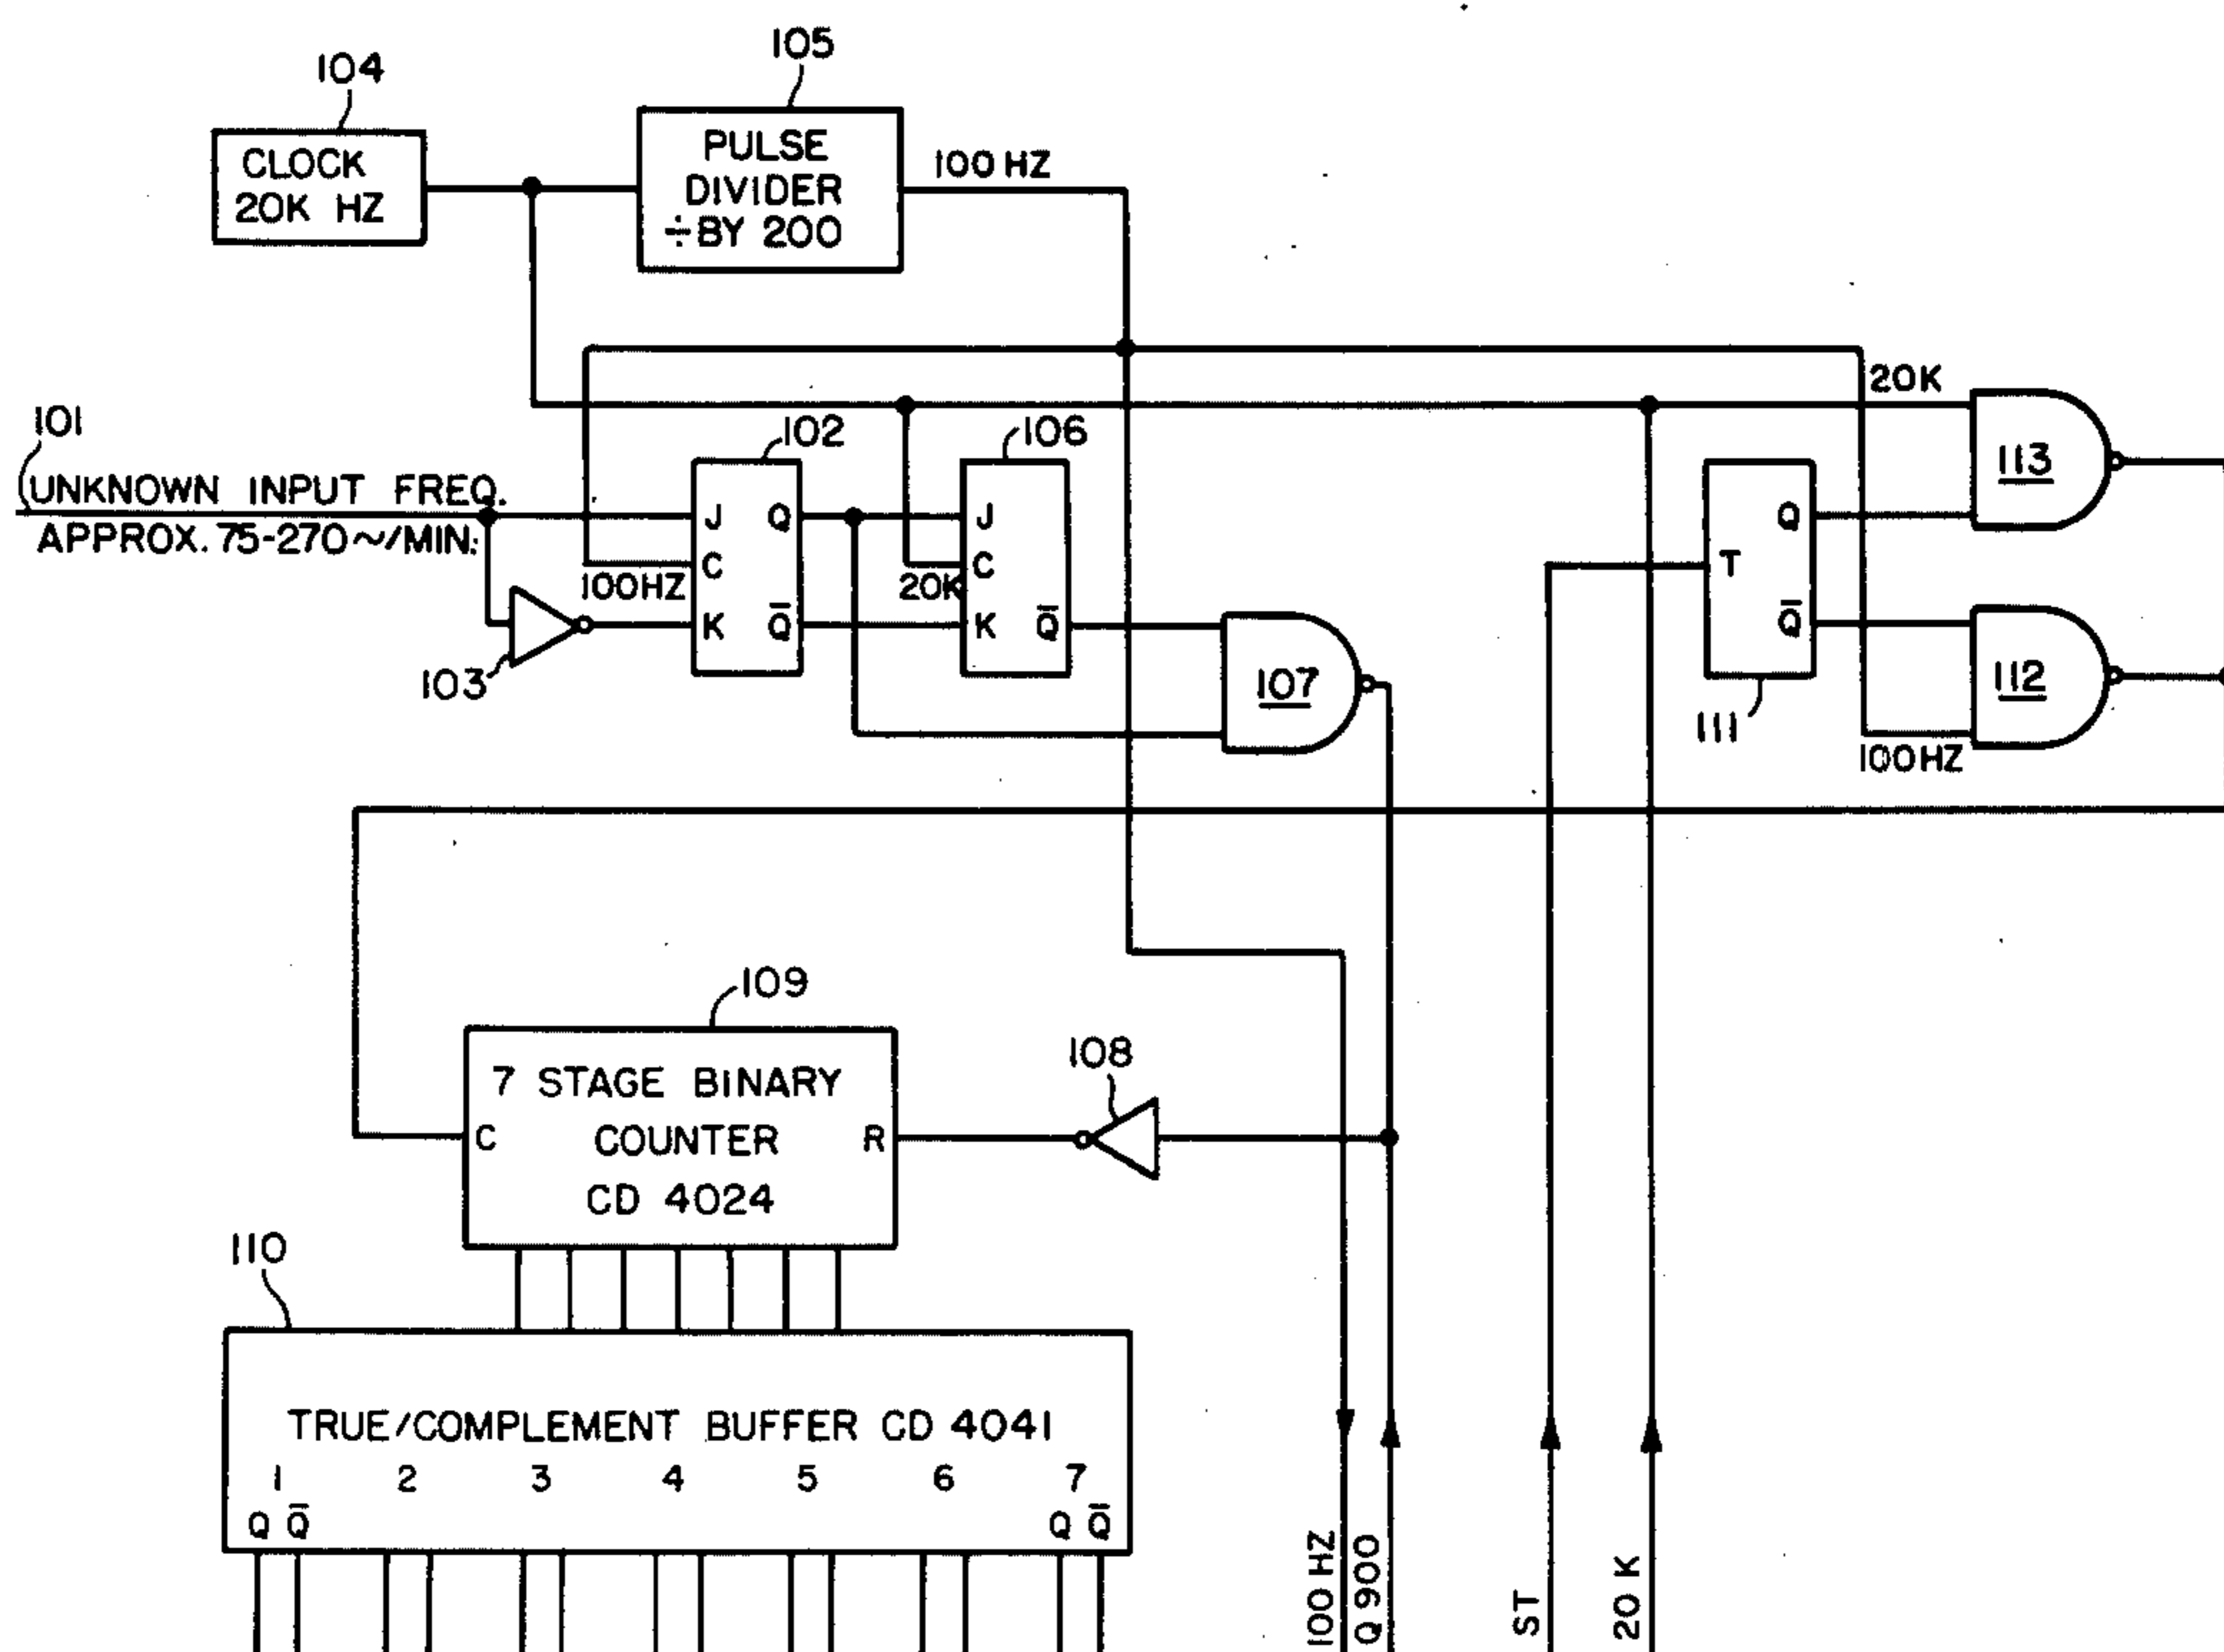 105
104
PULSE
DIVIDER
÷BY 200
CLOCK
20K HZ
100 HZ
20K
101
102
106
113
UNKNOWN INPUT FREQ.
APPROX. 75-270~/MIN.
J Q
J
Q
C
100HZ
C
20K
T
K Q̅
K Q̅
Q̅
103
107
112
111
100HZ
109
108
7 STAGE BINARY
COUNTER
CD 4024
C
R
110
TRUE/COMPLEMENT BUFFER CD 4041
1 2 3 4 5 6 7
Q Q̅ Q Q̅
100 HZ
Q 900
ST
20 K